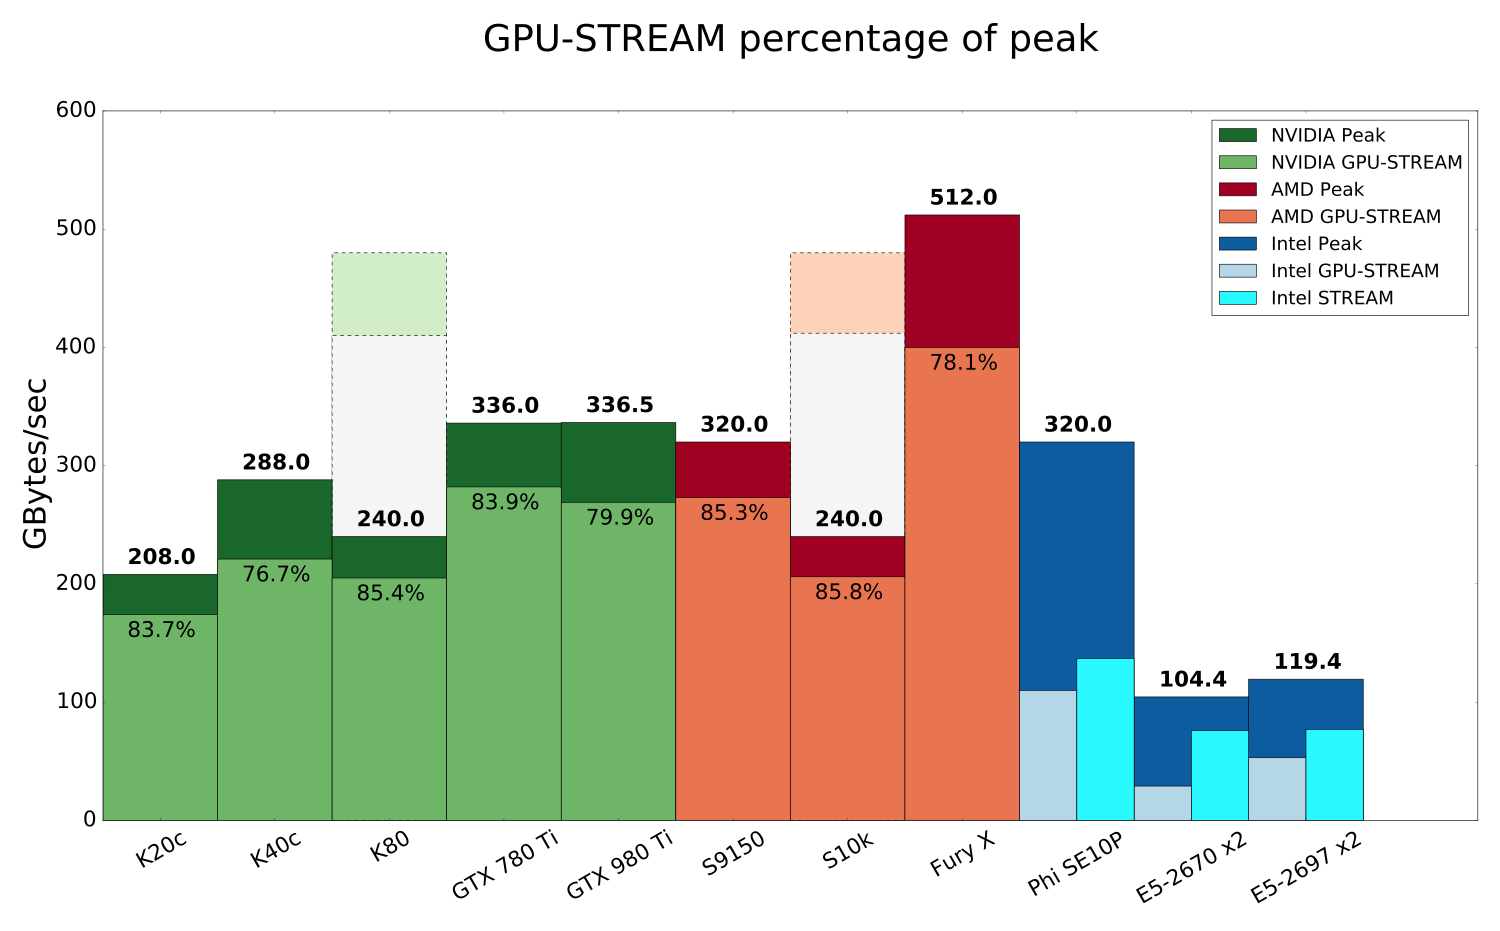 GPU-STREAM percentage of peak
600
500
400
300
200
100
0
GBytes/sec
NVIDIA Peak
NVIDIA GPU-STREAM
AMD Peak
AMD GPU-STREAM
Intel Peak
Intel GPU-STREAM
Intel STREAM
208.0
83.7%
288.0
76.7%
240.0
85.4%
336.0
83.9%
336.5
79.9%
320.0
85.3%
240.0
85.8%
512.0
78.1%
320.0
104.4
119.4
K20c
K40c
K80
GTX 780 Ti
GTX 980 Ti
S9150
S10k
Fury X
Phi SE10P
E5-2670 x2
E5-2697 x2